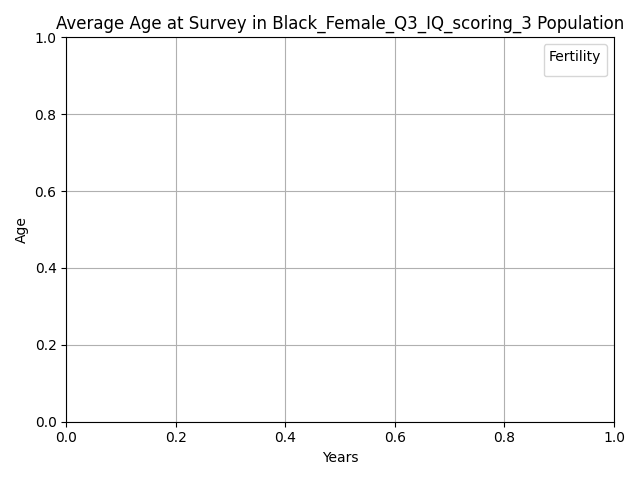 Average Age at Survey in Black_Female_Q3_IQ_scoring_3 Population
Fertility
1.0
0.8
0.6
0.4
0.2
0.0
Age
0.0 0.2 0.4 0.6 0.8 1.0
Years